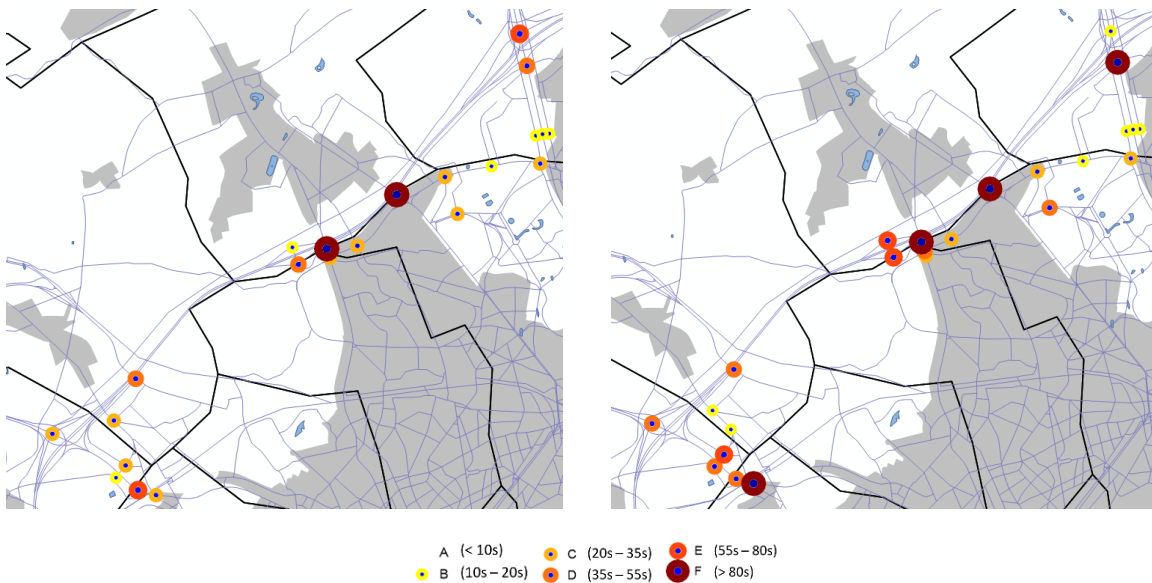 A (< 10s) C (20s – 35s) E (55s – 80s)
B (10s – 20s) D (35s – 55s) F (> 80s)